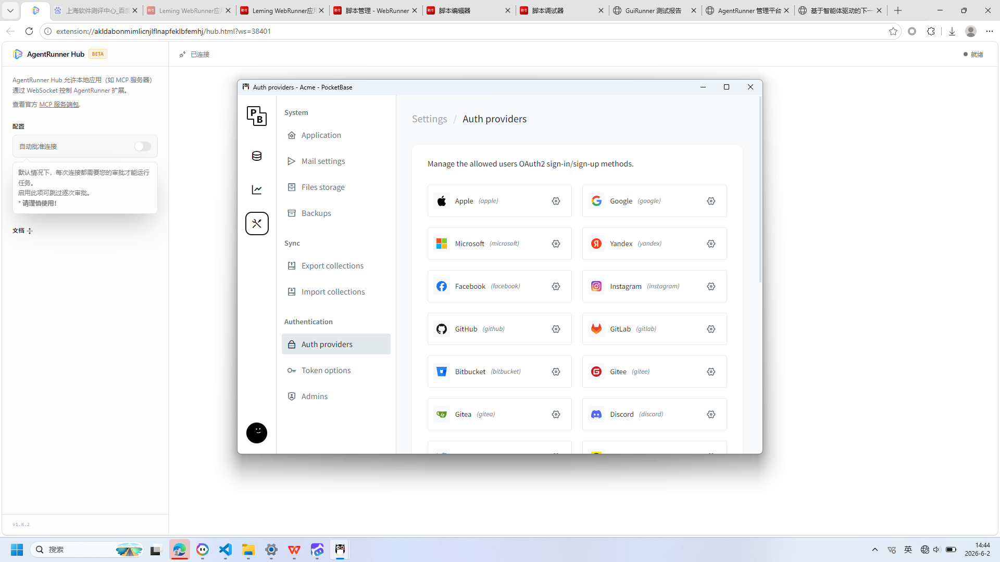 上海软件测评中心_百度
Leming WebRunner应用
Leming WebRunner应用
脚本管理 - WebRunner
脚本编辑器
脚本调试器
GuiRunner 测试报告
AgentRunner 管理平台
基于智能体驱动的下一
extension://akldabonmimlicnjlflnapfeklbfemhj/hub.html?ws=38401
AgentRunner Hub BETA
已连接
就绪
AgentRunner Hub 允许本地应用（如 MCP 服务器）
通过 WebSocket 控制 AgentRunner 扩展。
查看官方 MCP 服务端包。
配置
自动批准连接
默认情况下，每次连接都需要您的审批才能运行
任务。
启用此项可跳过逐次审批。
* 请谨慎使用！
文档
v1.8.2
Auth providers - Acme - PocketBase
PB
System
Application
Mail settings
Files storage
Backups
Sync
Export collections
Import collections
Authentication
Auth providers
Token options
Admins
Settings / Auth providers
Manage the allowed users OAuth2 sign-in/sign-up methods.
Apple (apple)
Google (google)
Microsoft (microsoft)
Yandex (yandex)
Facebook (facebook)
Instagram (instagram)
GitHub (github)
GitLab (gitlab)
Bitbucket (bitbucket)
Gitee (gitee)
Gitea (gitea)
Discord (discord)
搜索
英
14:44
2026-6-2